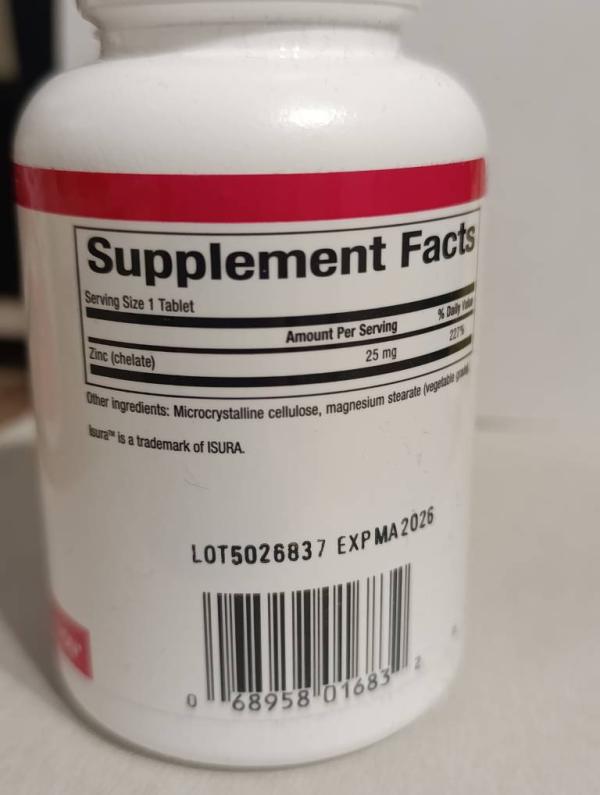 Supplement Facts
Serving Size 1 Tablet
Amount Per Serving % Daily Value
Zinc (chelate) 25 mg 227%
Other ingredients: Microcrystalline cellulose, magnesium stearate (vegetable grade).
Isura™ is a trademark of ISURA.
LOT5026837 EXPMA2026
0 68958 01683 2